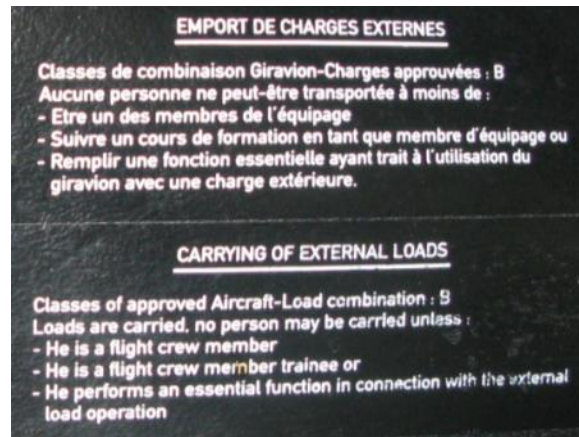 EMPORT DE CHARGES EXTERNES
Classes de combinaison Giravion-Charges approuvées : B
Aucune personne ne peut-être transportée à moins de :
- Etre un des membres de l'équipage
- Suivre un cours de formation en tant que membre d'équipage ou
- Remplir une fonction essentielle ayant trait à l'utilisation du
giravion avec une charge extérieure.
CARRYING OF EXTERNAL LOADS
Classes of approved Aircraft-Load combination : B
Loads are carried, no person may be carried unless :
- He is a flight crew member
- He is a flight crew member trainee or
- He performs an essential function in connection with the external
load operation